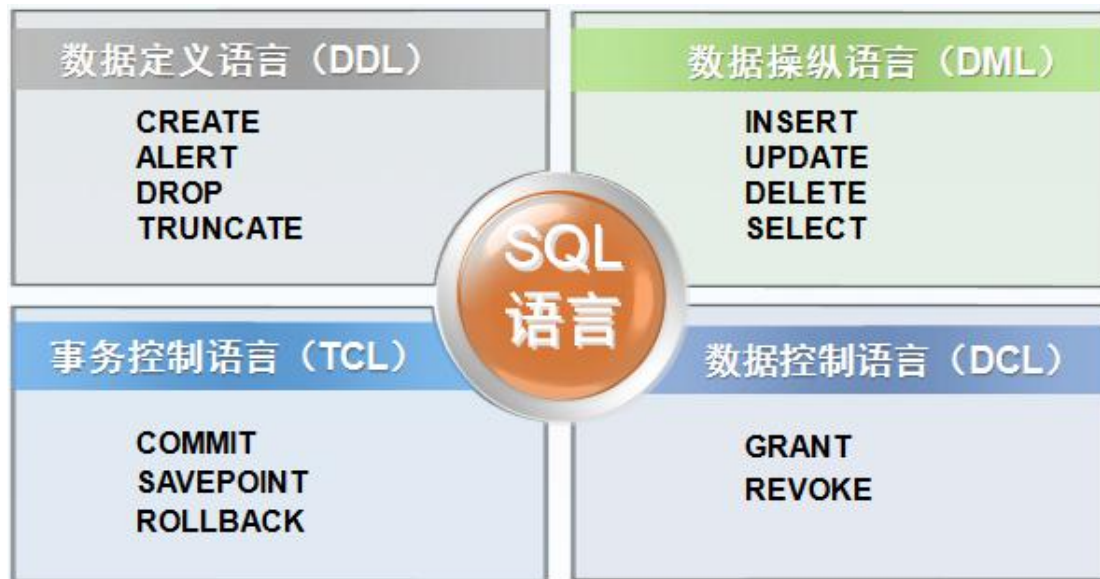 数据定义语言（DDL）
CREATE
ALERT
DROP
TRUNCATE
数据操纵语言（DML）
INSERT
UPDATE
DELETE
SELECT
SQL
语言
事务控制语言（TCL）
COMMIT
SAVEPOINT
ROLLBACK
数据控制语言（DCL）
GRANT
REVOKE